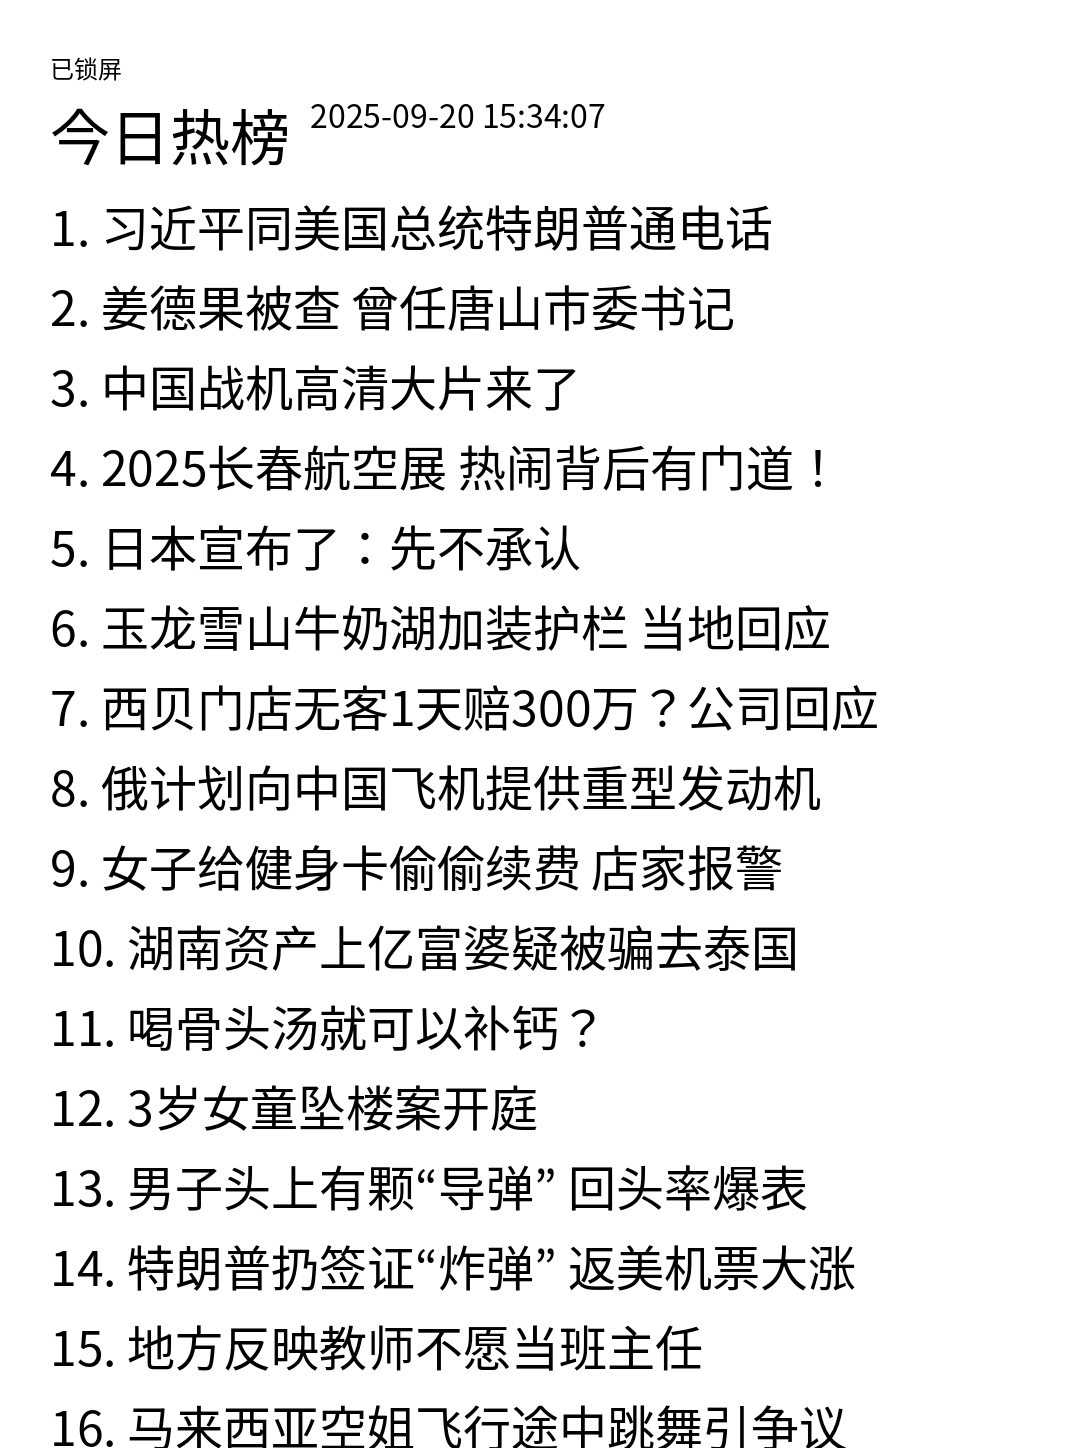 已锁屏
今日热榜 2025-09-20 15:34:07
1. 习近平同美国总统特朗普通电话
2. 姜德果被查 曾任唐山市委书记
3. 中国战机高清大片来了
4. 2025长春航空展 热闹背后有门道！
5. 日本宣布了：先不承认
6. 玉龙雪山牛奶湖加装护栏 当地回应
7. 西贝门店无客1天赔300万？公司回应
8. 俄计划向中国飞机提供重型发动机
9. 女子给健身卡偷偷续费 店家报警
10. 湖南资产上亿富婆疑被骗去泰国
11. 喝骨头汤就可以补钙？
12. 3岁女童坠楼案开庭
13. 男子头上有颗“导弹” 回头率爆表
14. 特朗普扔签证“炸弹” 返美机票大涨
15. 地方反映教师不愿当班主任
16. 马来西亚空姐飞行途中跳舞引争议